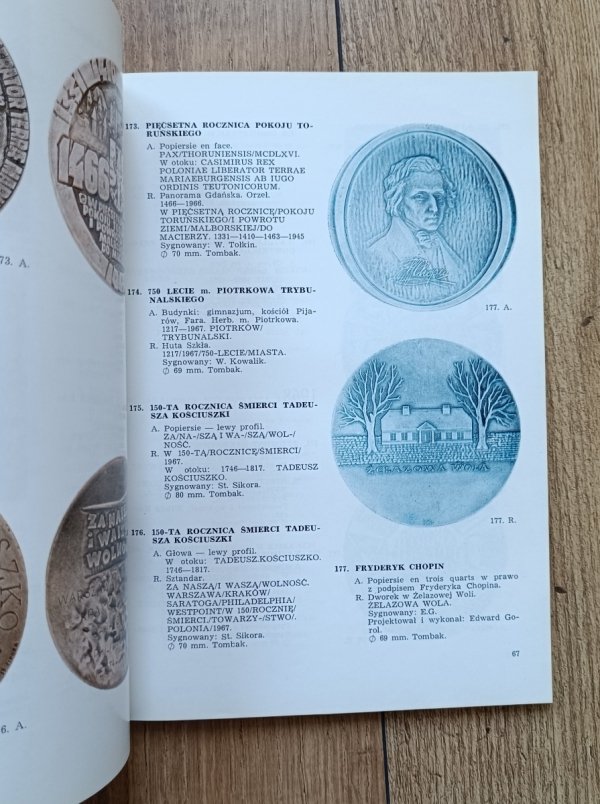 1331
1460
73. A.
ZA NA
I WA
WOLN
6. A.
173. PIĘĆSETNA ROCZNICA POKOJU TO-
RUŃSKIEGO
A. Popiersie en face.
PAX/THORUNIENSIS/MCDLXVI.
W otoku: CASIMIRUS REX
POLONIAE LIBERATOR TERRAE
MARIAEBURGENSIS AB IUGO
ORDINIS TEUTONICORUM.
R. Panorama Gdańska. Orzeł.
1466—1966.
W PIĘĆSETNĄ ROCZNICĘ/POKOJU
TORUŃSKIEGO/I POWROTU
ZIEMI/MALBORSKIEJ/DO
MACIERZY. 1331—1410—1463—1945
Sygnowany: W. Tołkin.
∅ 70 mm. Tombak.
174. 750 LECIE m. PIOTRKOWA TRYBU-
NALSKIEGO
A. Budynki: gimnazjum, kościół Pija-
rów, Fara. Herb. m. Piotrkowa.
1217—1967. PIOTRKÓW/
TRYBUNALSKI.
R. Huta Szkła.
1217/1967/750-LECIE/MIASTA.
Sygnowany: W. Kowalik.
∅ 69 mm. Tombak.
175. 150-TA ROCZNICA ŚMIERCI TADEU-
SZA KOŚCIUSZKI
A. Popiersie — lewy profil.
ZA/NA-/SZĄ I WA-/SZĄ/WOL-/
NOŚĆ.
R. W 150-TĄ/ROCZNICĘ/ŚMIERCI/
1967.
W otoku: 1746—1817. TADEUSZ
KOŚCIUSZKO.
Sygnowany: St. Sikora.
∅ 80 mm. Tombak.
176. 150-TA ROCZNICA ŚMIERCI TADEU-
SZA KOŚCIUSZKI
A. Głowa — lewy profil.
W otoku: TADEUSZ.KOŚCIUSZKO.
1746—1817.
R. Sztandar.
ZA NASZĄ/I WASZĄ/WOLNOŚĆ.
WARSZAWA/KRAKÓW/
SARATOGA/PHILADELPHIA/
WESTPOINT/W 150/ROCZNIĘ/
ŚMIERCI./TOWARZY-/STWO/.
POLONIA/1967.
Sygnowany: St. Sikora.
∅ 70 mm. Tombak.
177. A.
ŻELAZOWA WOLA
177. R.
177. FRYDERYK CHOPIN
A. Popiersie en trois quarts w prawo
z podpisem Fryderyka Chopina.
R. Dworek w Żelazowej Woli.
ŻELAZOWA WOLA.
Sygnowany: E.G.
Projektował i wykonał: Edward Go-
rol.
∅ 69 mm. Tombak.
67